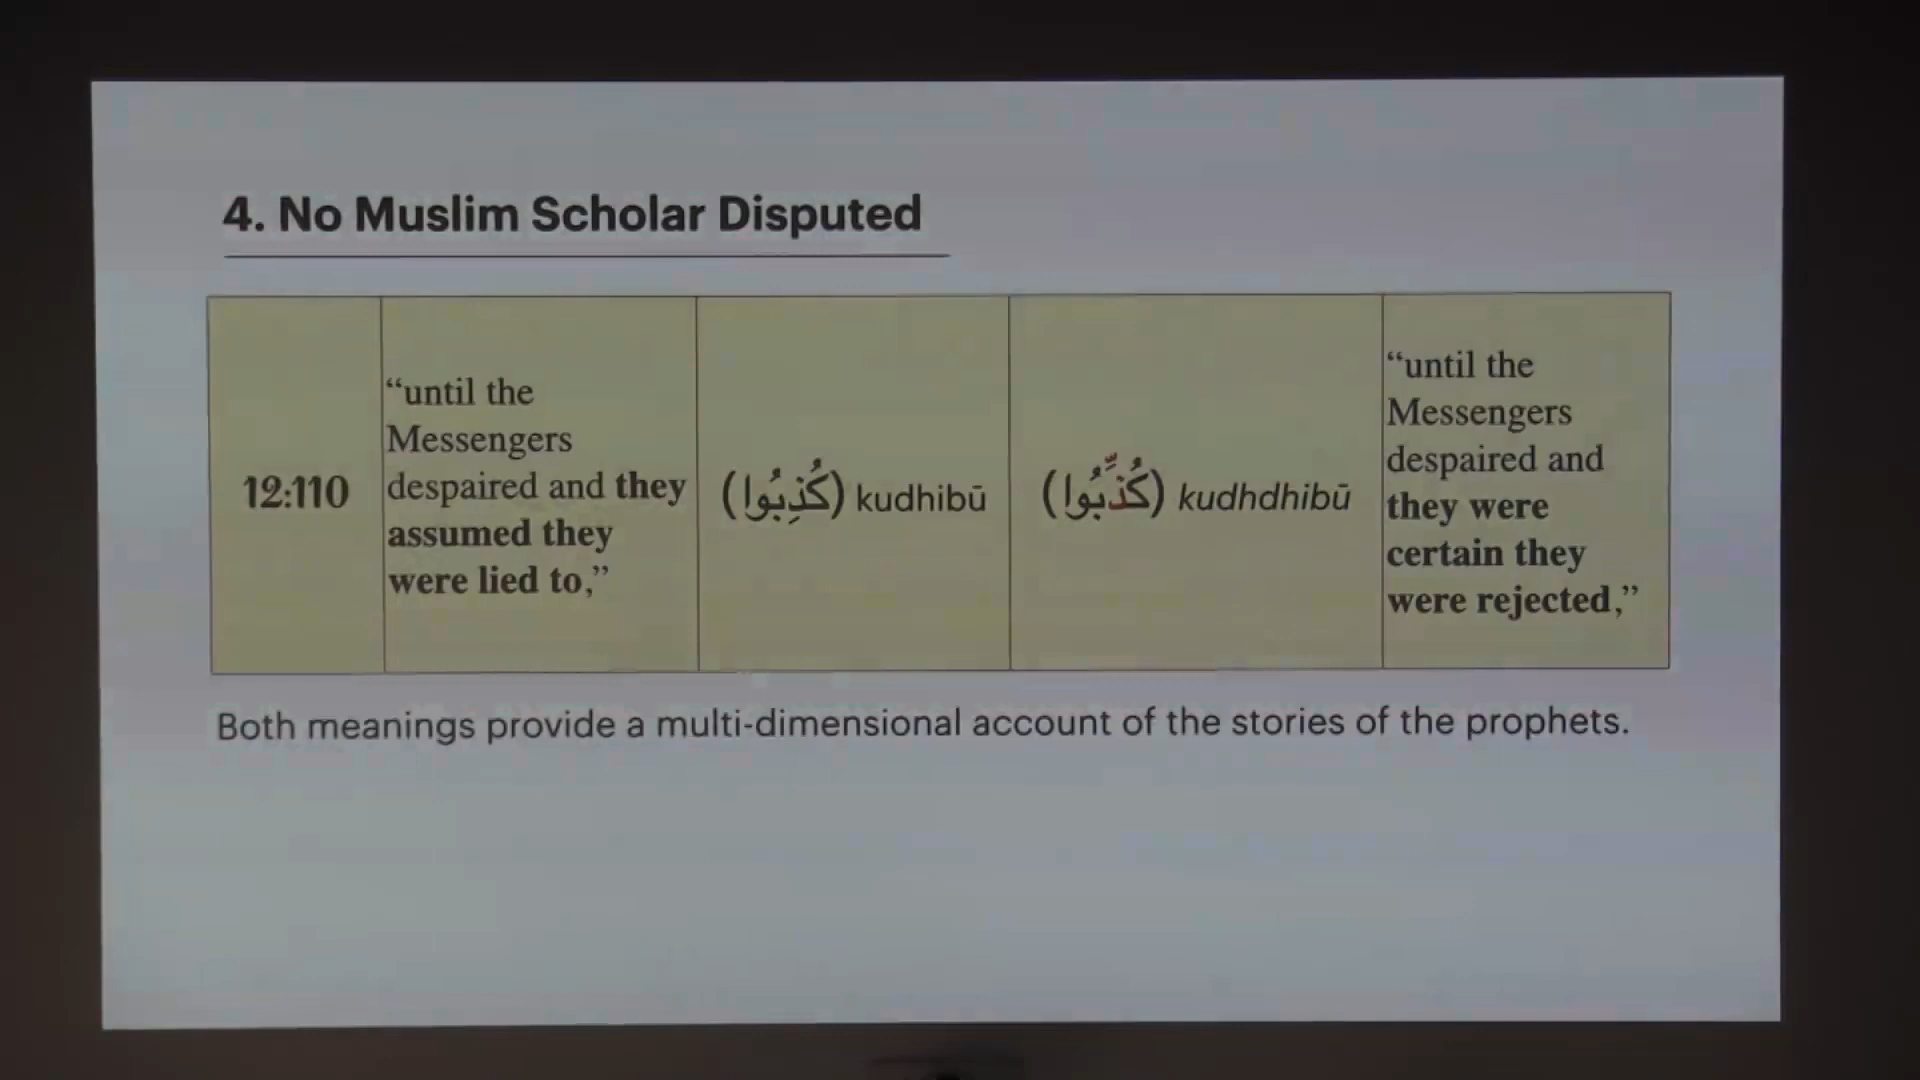 4. No Muslim Scholar Disputed
12:110
“until the
Messengers
despaired and they
assumed they
were lied to,”
(كُذِبُوا) kudhibū
(كُذِّبُوا) kudhdhibū
“until the
Messengers
despaired and
they were
certain they
were rejected,”
Both meanings provide a multi-dimensional account of the stories of the prophets.